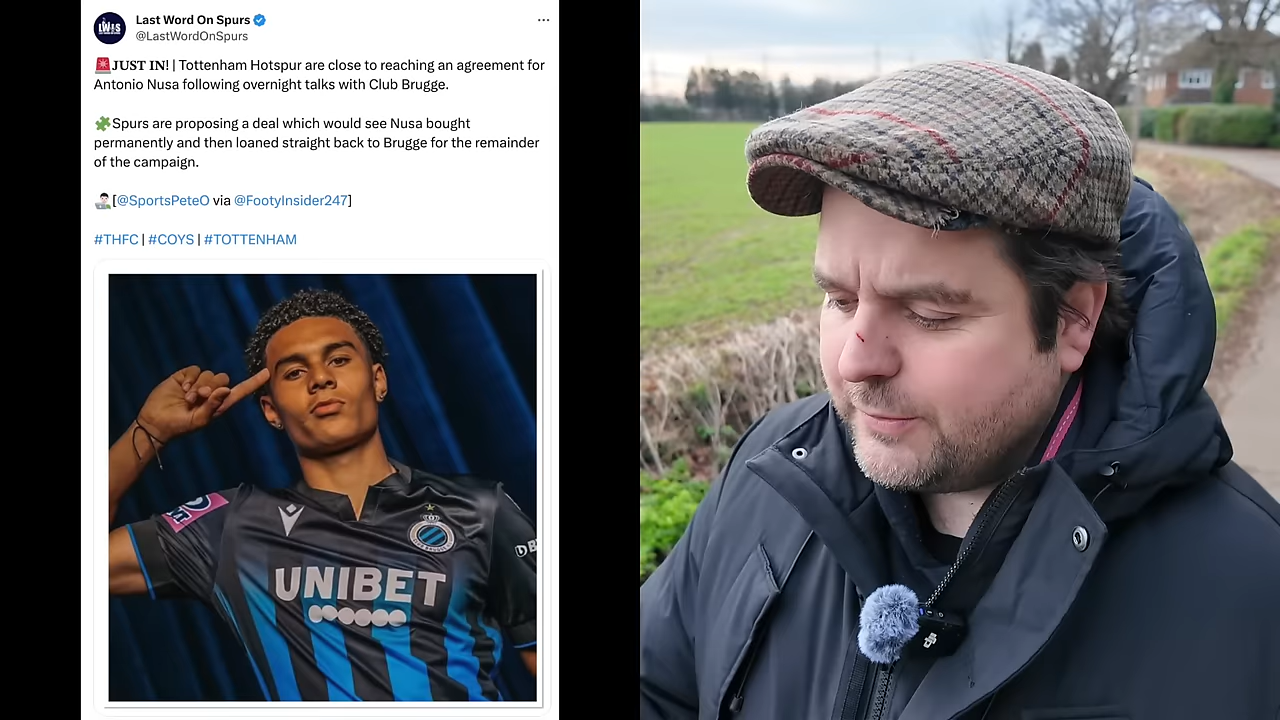 Last Word On Spurs
@LastWordOnSpurs
🚨JUST IN! | Tottenham Hotspur are close to reaching an agreement for
Antonio Nusa following overnight talks with Club Brugge.
🧩Spurs are proposing a deal which would see Nusa bought
permanently and then loaned straight back to Brugge for the remainder
of the campaign.
👨🏻‍💻[@SportsPeteO via @FootyInsider247]
#THFC | #COYS | #TOTTENHAM
UNIBET